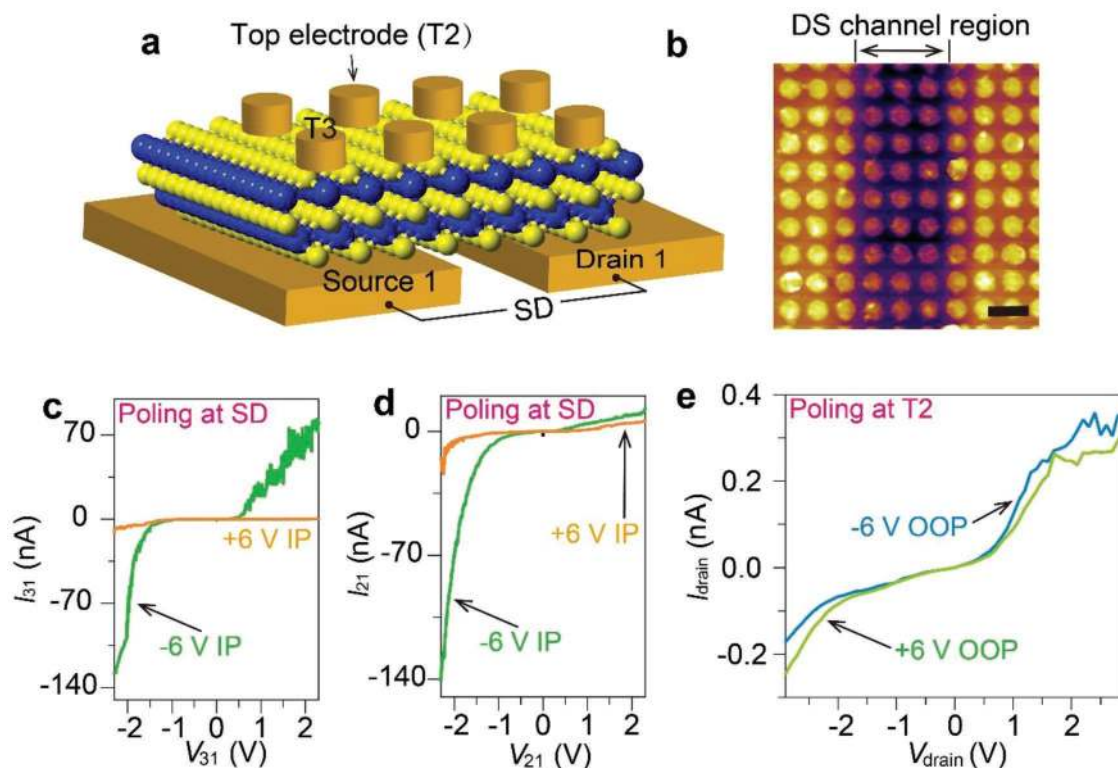 a
Top electrode (T2)
T3
Source 1
Drain 1
SD
b
DS channel region
c
Poling at SD
70
0
-70
-140
I31 (nA)
+6 V IP
-6 V IP
-2 -1 0 1 2
V31 (V)
d
Poling at SD
0
-70
-140
I21 (nA)
+6 V IP
-6 V IP
-2 -1 0 1 2
V21 (V)
e
Poling at T2
0.4
0.2
0.0
-0.2
Idrain (nA)
-6 V OOP
+6 V OOP
-2 -1 0 1 2
Vdrain (V)